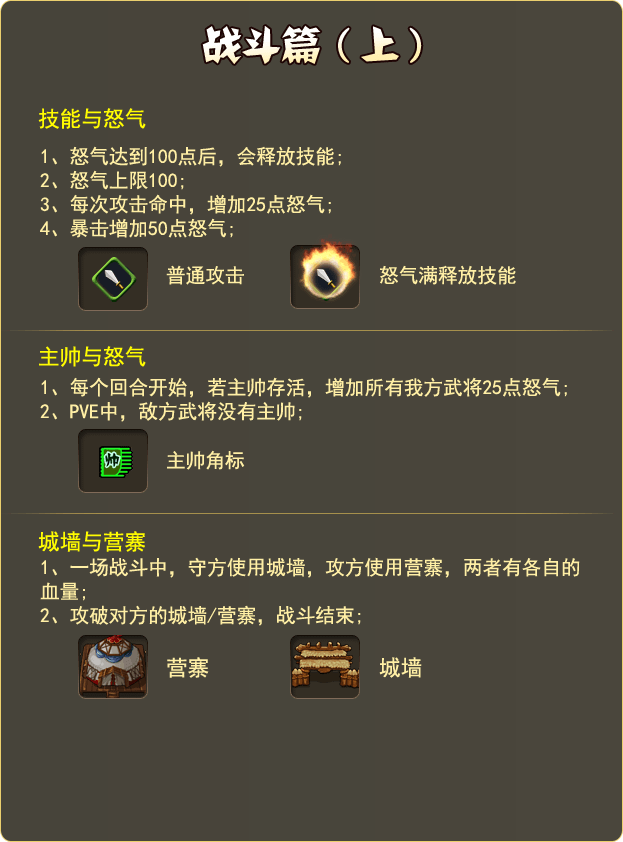 战斗篇（上）
技能与怒气
1、怒气达到100点后，会释放技能;
2、怒气上限100;
3、每次攻击命中，增加25点怒气;
4、暴击增加50点怒气;
普通攻击 怒气满释放技能
主帅与怒气
1、每个回合开始，若主帅存活，增加所有我方武将25点怒气;
2、PVE中，敌方武将没有主帅;
帅 主帅角标
城墙与营寨
1、一场战斗中，守方使用城墙，攻方使用营寨，两者有各自的
血量;
2、攻破对方的城墙/营寨，战斗结束;
营寨 城墙